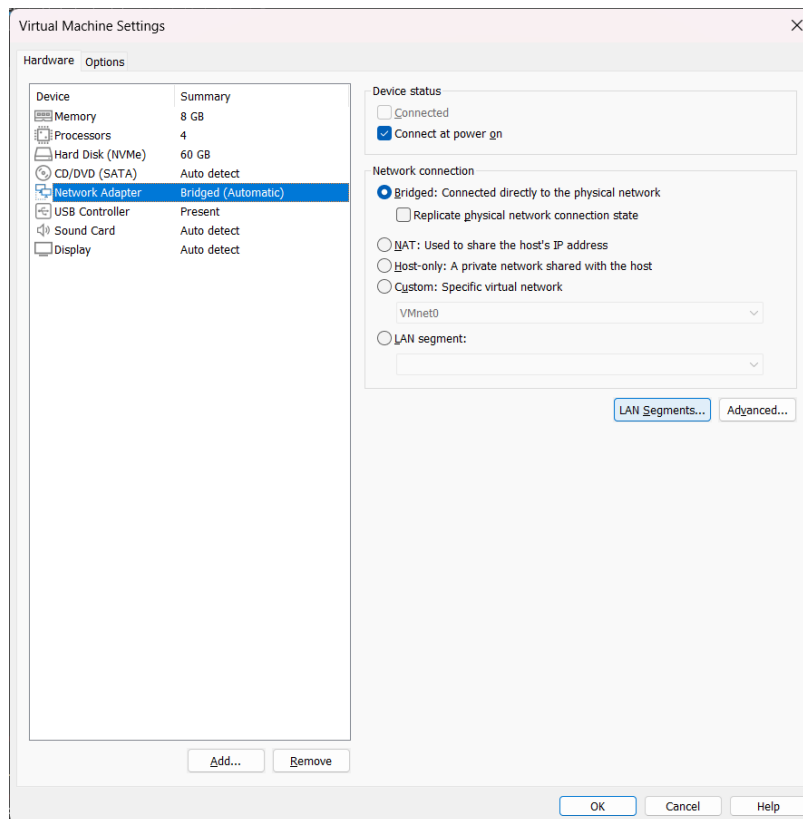 Virtual Machine Settings
Hardware Options
Device Summary
Memory 8 GB
Processors 4
Hard Disk (NVMe) 60 GB
CD/DVD (SATA) Auto detect
Network Adapter Bridged (Automatic)
USB Controller Present
Sound Card Auto detect
Display Auto detect
Add... Remove
Device status
Connected
Connect at power on
Network connection
Bridged: Connected directly to the physical network
Replicate physical network connection state
NAT: Used to share the host's IP address
Host-only: A private network shared with the host
Custom: Specific virtual network
VMnet0
LAN segment:
LAN Segments... Advanced...
OK Cancel Help